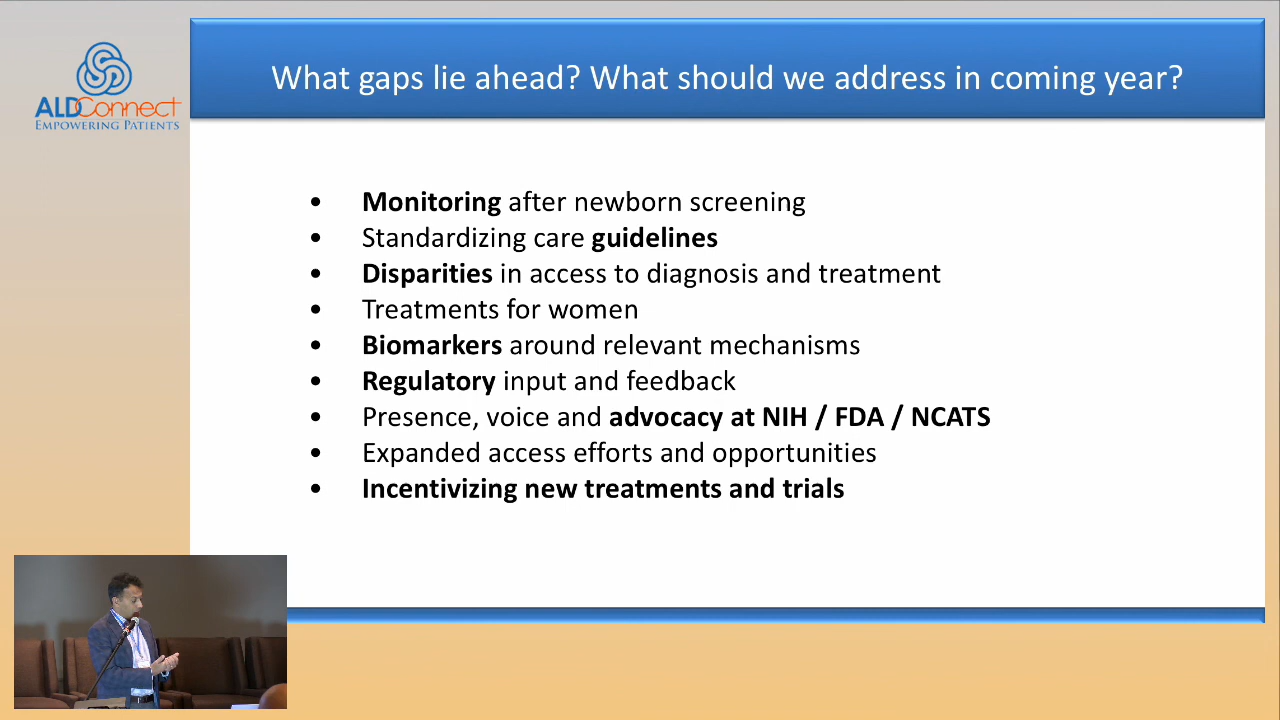 What gaps lie ahead? What should we address in coming year?
ALDConnect
EMPOWERING PATIENTS
• Monitoring after newborn screening
• Standardizing care guidelines
• Disparities in access to diagnosis and treatment
• Treatments for women
• Biomarkers around relevant mechanisms
• Regulatory input and feedback
• Presence, voice and advocacy at NIH / FDA / NCATS
• Expanded access efforts and opportunities
• Incentivizing new treatments and trials